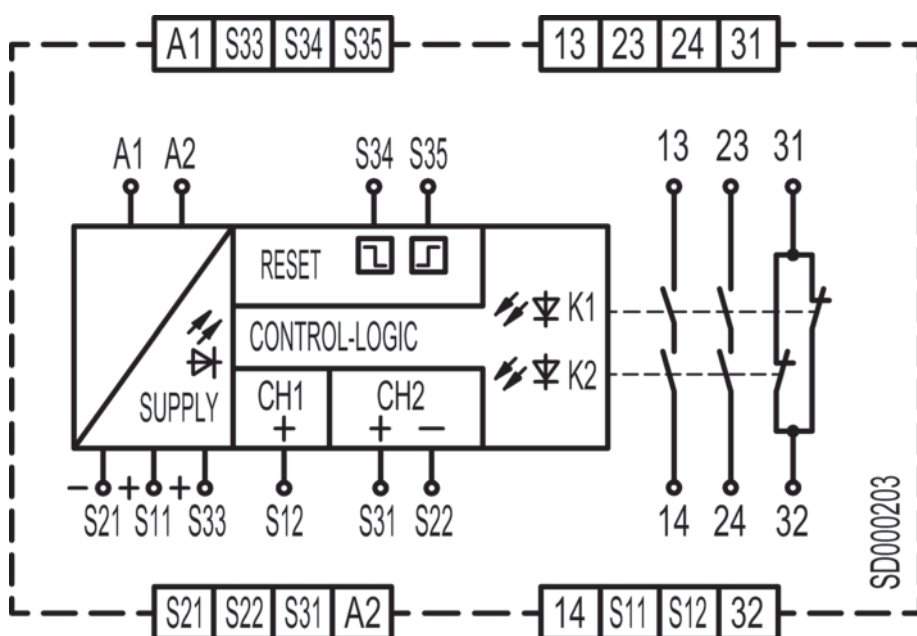 A1 S33 S34 S35 13 23 24 31
A1 A2 S34 S35 13 23 31
RESET
K1
CONTROL-LOGIC
K2
CH1 CH2
SUPPLY
+ + −
− + +
S21 S11 S33 S12 S31 S22 14 24 32
SD000203
S21 S22 S31 A2 14 S11 S12 32